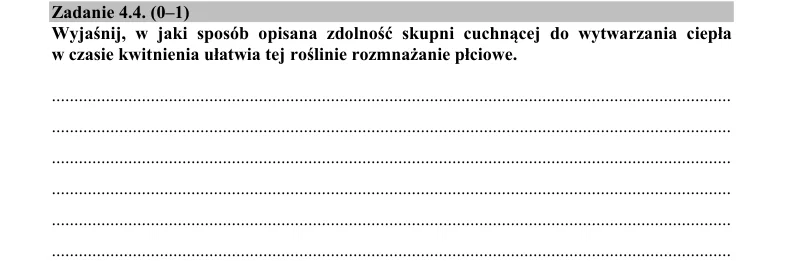 Zadanie 4.4. (0–1)
Wyjaśnij, w jaki sposób opisana zdolność skupni cuchnącej do wytwarzania ciepła
w czasie kwitnienia ułatwia tej roślinie rozmnażanie płciowe.